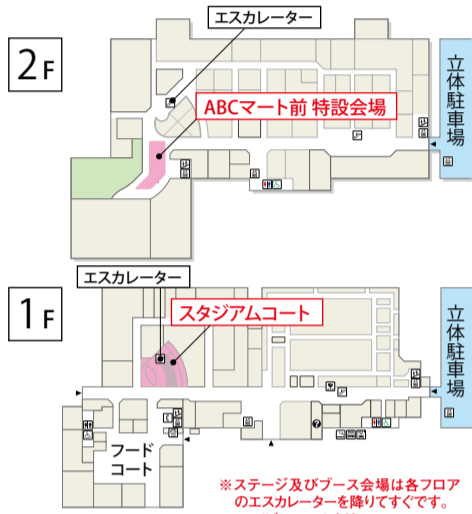 エスカレーター
2F
ABCマート前 特設会場
立体駐車場
エスカレーター
1F
スタジアムコート
立体駐車場
フード
コート
※ステージ及びブース会場は各フロア
のエスカレーターを降りてすぐです。